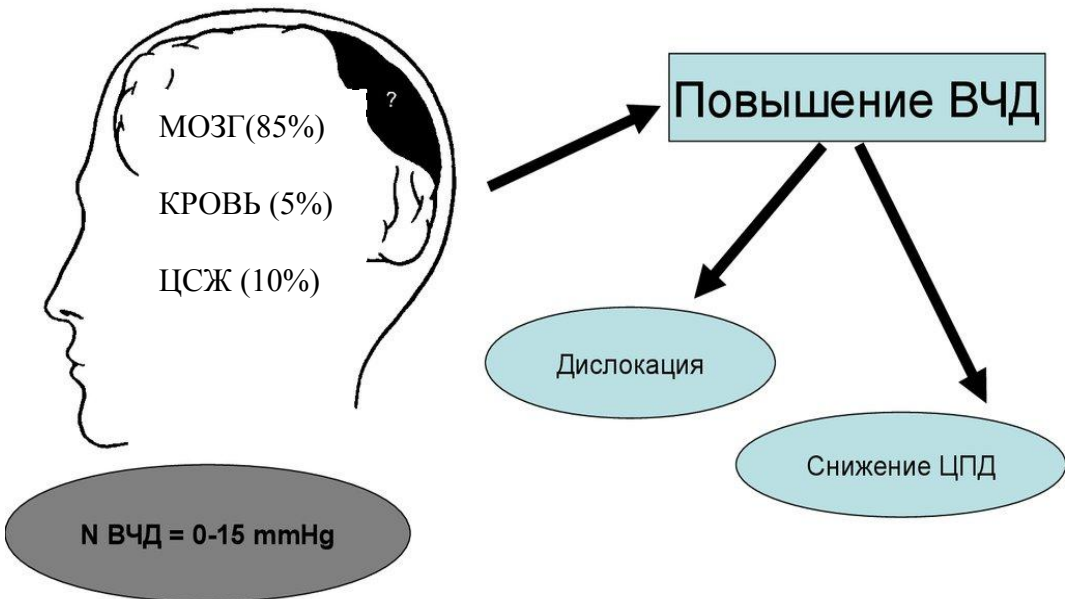 ?
МОЗГ(85%)
КРОВЬ (5%)
ЦСЖ (10%)
Повышение ВЧД
Дислокация
Снижение ЦПД
N ВЧД = 0-15 mmHg